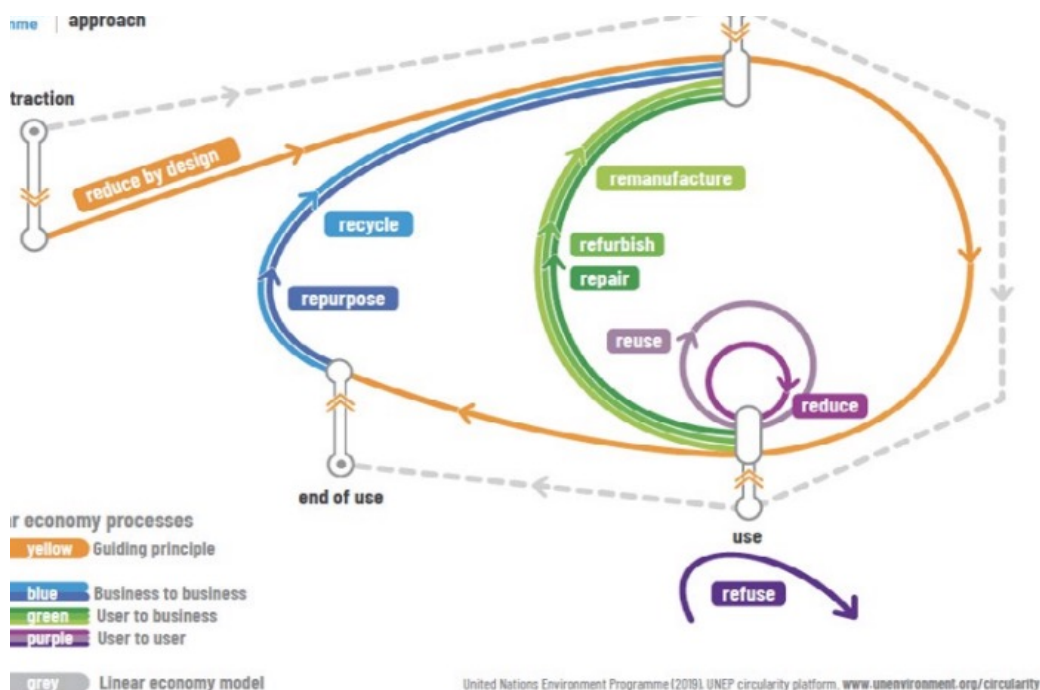 mme | approach
traction
reduce by design
remanufacture
recycle
refurbish
repair
repurpose
reuse
reduce
end of use
use
refuse
r economy processes
yellow Guiding principle
blue Business to business
green User to business
purple User to user
grey Linear economy model
United Nations Environment Programme (2019). UNEP circularity platform. www.unenvironment.org/circularity